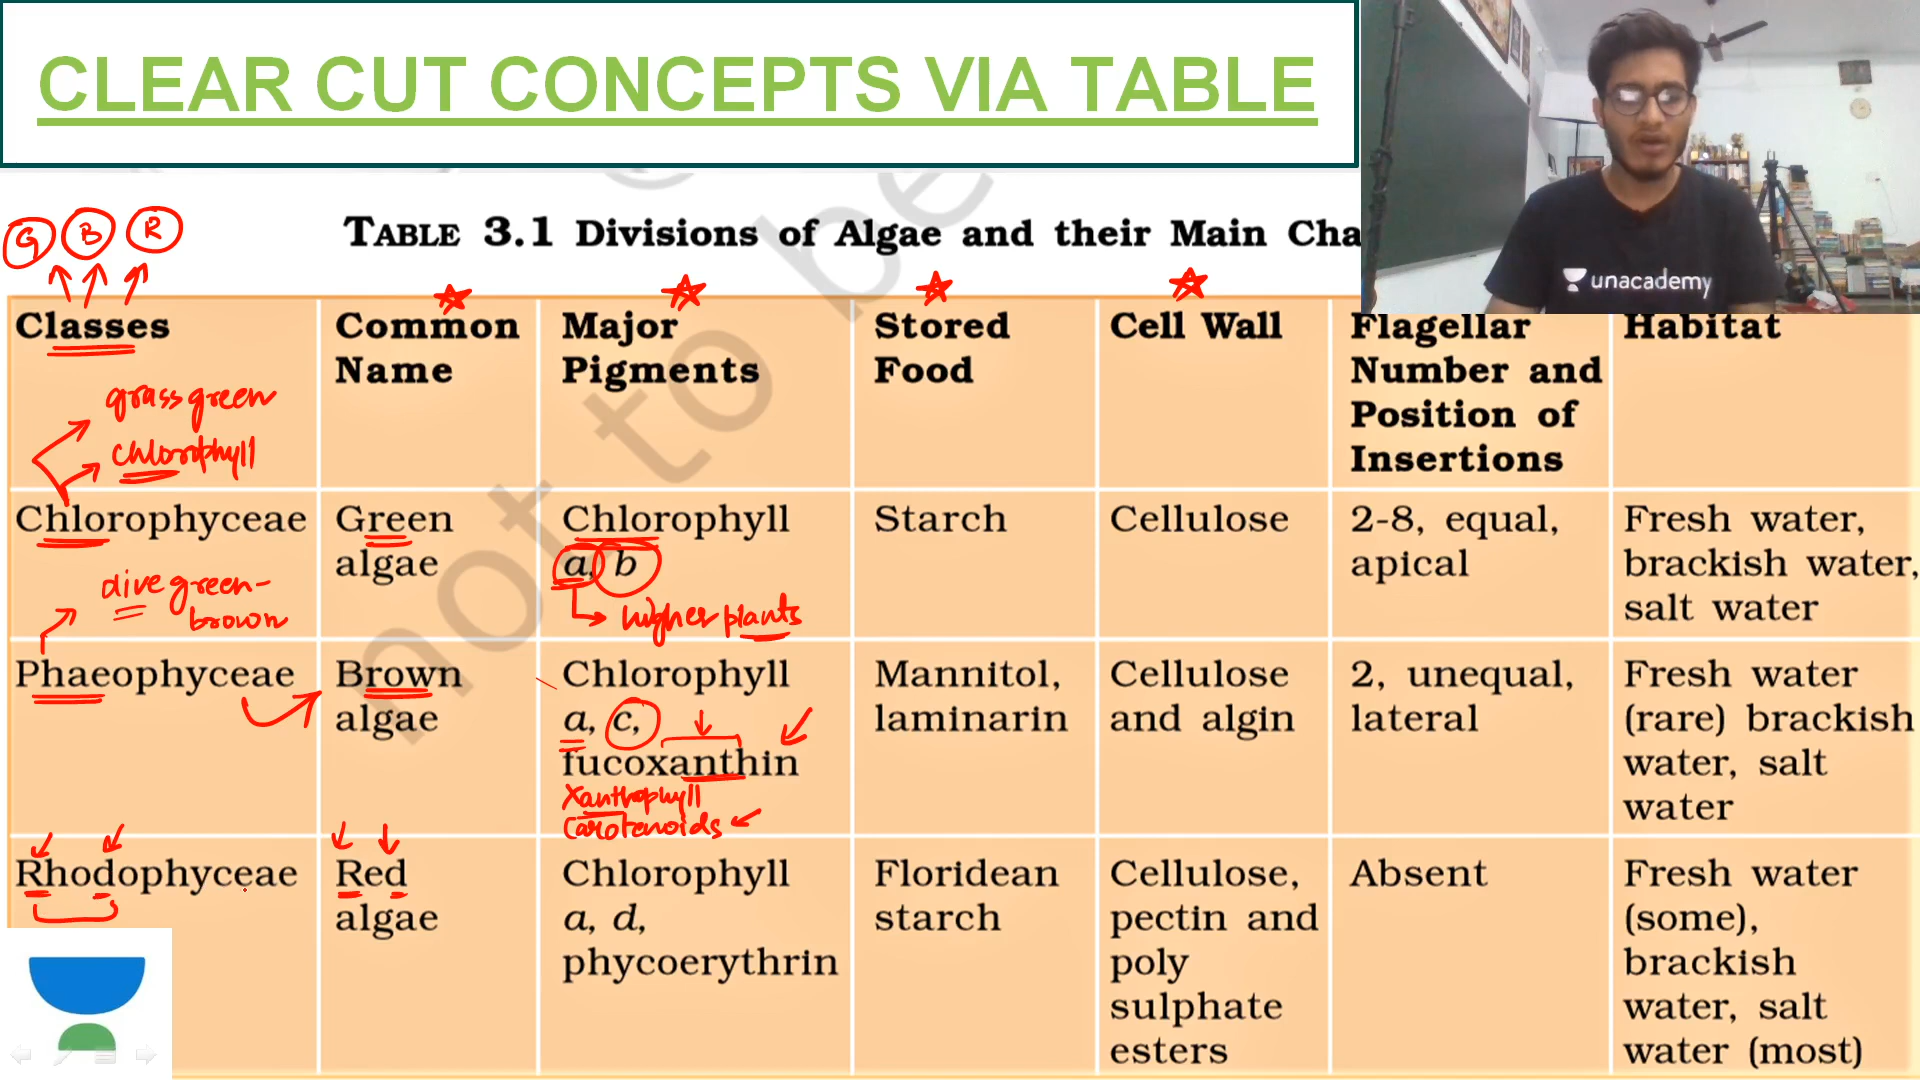 CLEAR CUT CONCEPTS VIA TABLE
unacademy
G B R
TABLE 3.1 Divisions of Algae and their Main Cha
Classes
Common Name
Major Pigments
Stored Food
Cell Wall
Flagellar Number and Position of Insertions
Habitat
grass green
chlorophyll
Chlorophyceae
Green algae
Chlorophyll a, b
higher plants
Starch
Cellulose
2-8, equal, apical
Fresh water, brackish water, salt water
olive green-
brown
Phaeophyceae
Brown algae
Chlorophyll a, c, fucoxanthin
Xanthophyll
Carotenoids
Mannitol, laminarin
Cellulose and algin
2, unequal, lateral
Fresh water (rare) brackish water, salt water
Rhodophyceae
Red algae
Chlorophyll a, d, phycoerythrin
Floridean starch
Cellulose, pectin and poly sulphate esters
Absent
Fresh water (some), brackish water, salt water (most)
not to be